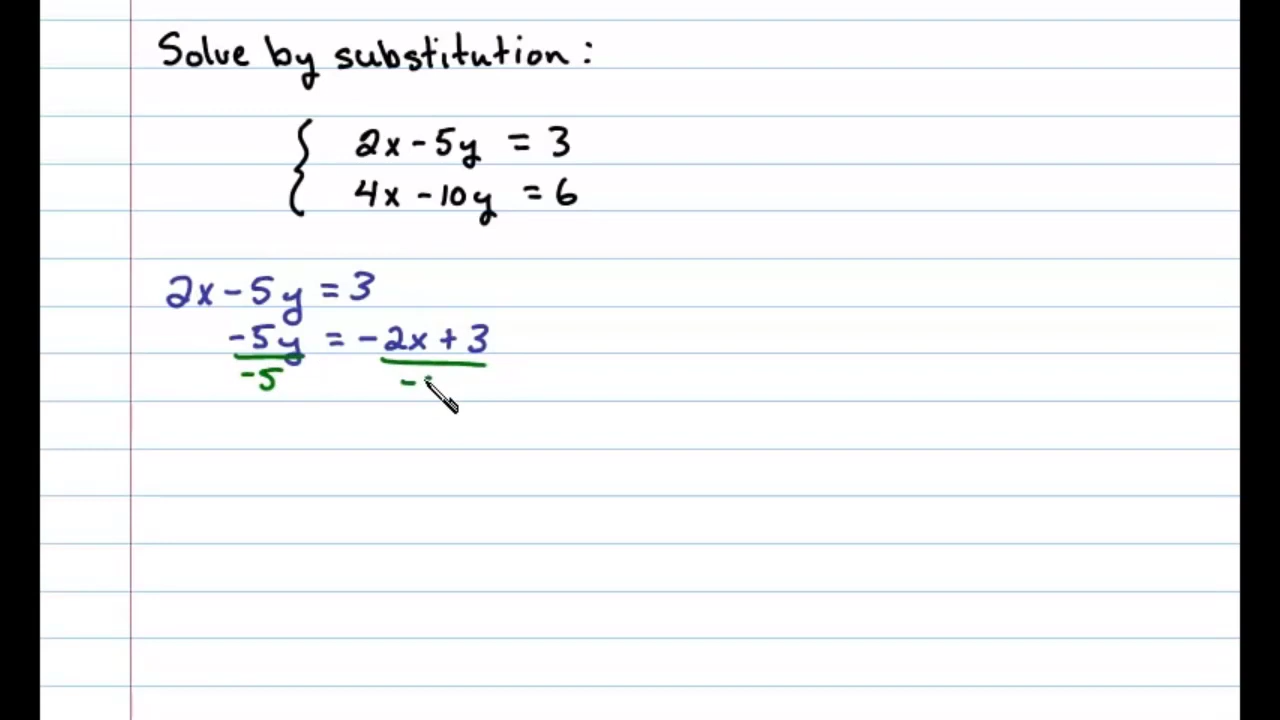 Solve by substitution:
2x - 5y = 3
4x - 10y = 6
2x - 5y = 3
-5y = -2x + 3
-5 -